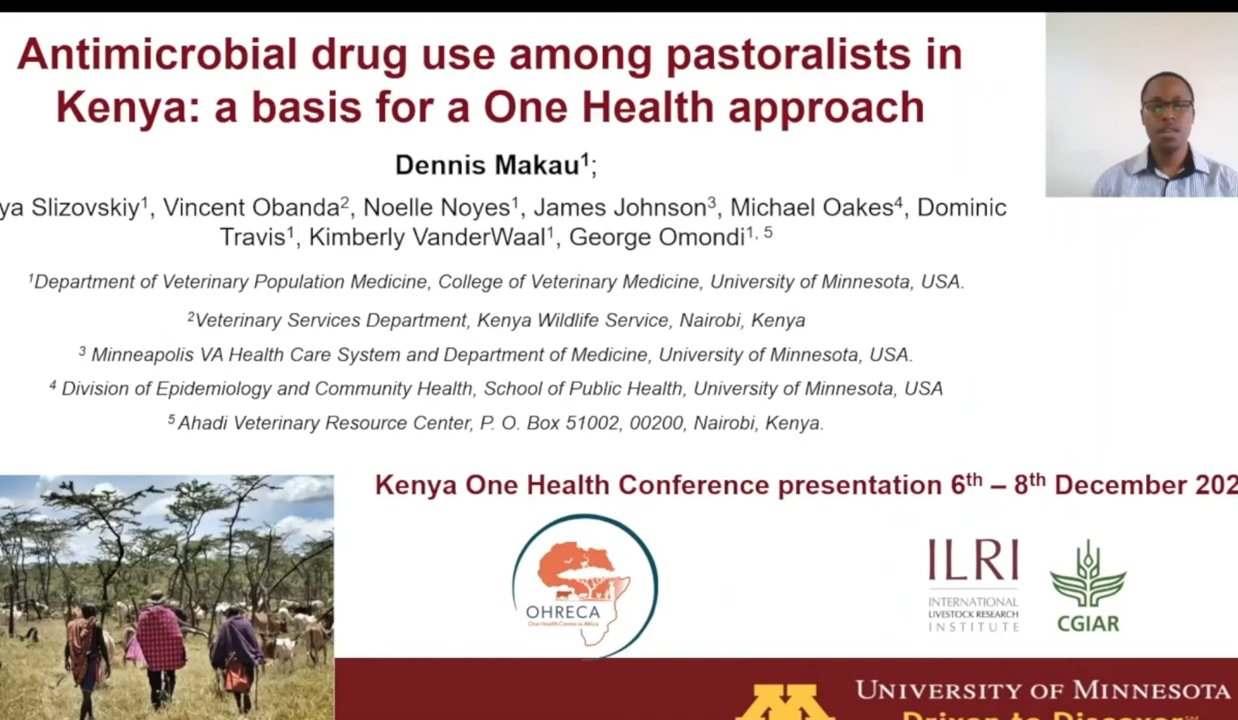 Antimicrobial drug use among pastoralists in
Kenya: a basis for a One Health approach
Dennis Makau¹;
ya Slizovskiy¹, Vincent Obanda², Noelle Noyes¹, James Johnson³, Michael Oakes⁴, Dominic
Travis¹, Kimberly VanderWaal¹, George Omondi¹, ⁵
¹Department of Veterinary Population Medicine, College of Veterinary Medicine, University of Minnesota, USA.
²Veterinary Services Department, Kenya Wildlife Service, Nairobi, Kenya
³ Minneapolis VA Health Care System and Department of Medicine, University of Minnesota, USA.
⁴ Division of Epidemiology and Community Health, School of Public Health, University of Minnesota, USA
⁵ Ahadi Veterinary Resource Center, P. O. Box 51002, 00200, Nairobi, Kenya.
Kenya One Health Conference presentation 6th – 8th December 202
OHRECA
One Health Centre in Africa
ILRI
INTERNATIONAL
LIVESTOCK RESEARCH
INSTITUTE
CGIAR
UNIVERSITY OF MINNESOTA
Driven to Discover